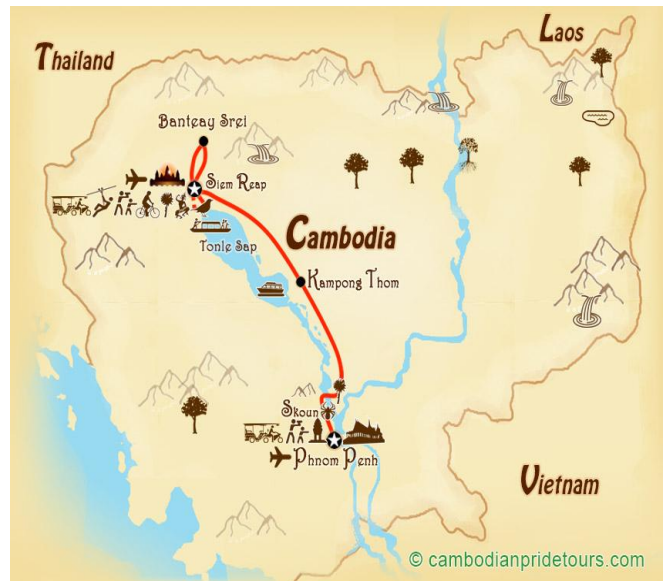 Laos
Thailand
Banteay Srei
Siem Reap
Cambodia
Tonle Sap
Kampong Thom
Skoun
Phnom Penh
Vietnam
© cambodianpridetours.com